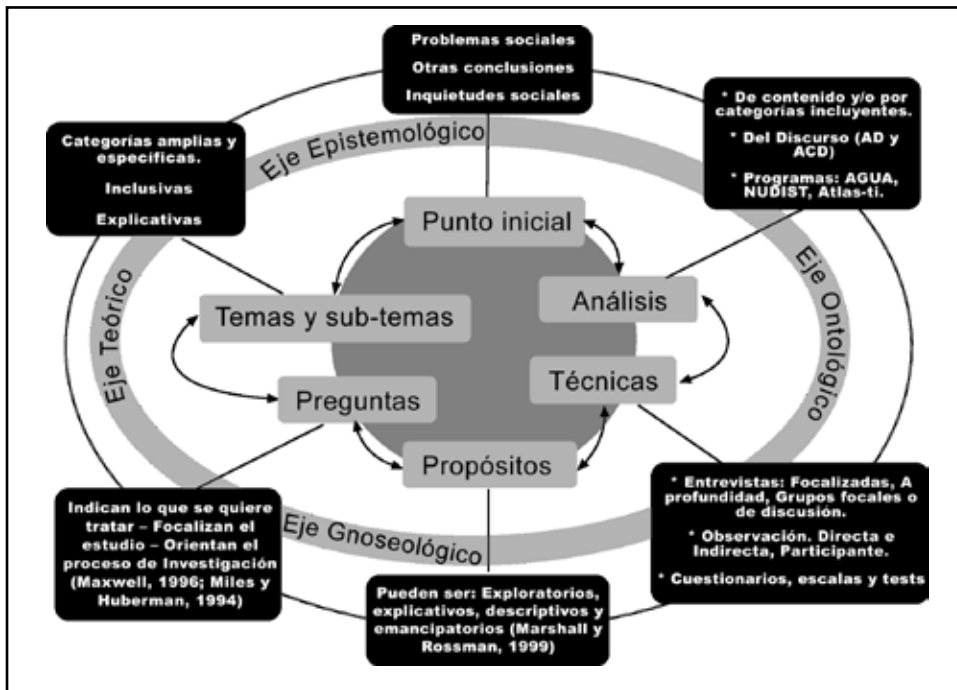 Problemas sociales
Otras conclusiones
Inquietudes sociales
* De contenido y/o por
categorías incluyentes.
* Del Discurso (AD y
ACD)
* Programas: AGUA,
NUDIST, Atlas-ti.
Categorías amplias y
específicas.
Inclusivas
Explicativas
Eje Epistemológico
Punto inicial
Eje Ontológico
Análisis
Eje Teórico
Temas y sub-temas
Técnicas
Preguntas
Propósitos
Eje Gnoseológico
Indican lo que se quiere
tratar – Focalizan el
estudio – Orientan el
proceso de Investigación
(Maxwell, 1996; Miles y
Huberman, 1994)
Pueden ser: Exploratorios,
explicativos, descriptivos y
emancipatorios (Marshall y
Rossman, 1999)
* Entrevistas: Focalizadas, A
profundidad, Grupos focales o
de discusión.
* Observación. Directa e
Indirecta, Participante.
* Cuestionarios, escalas y tests